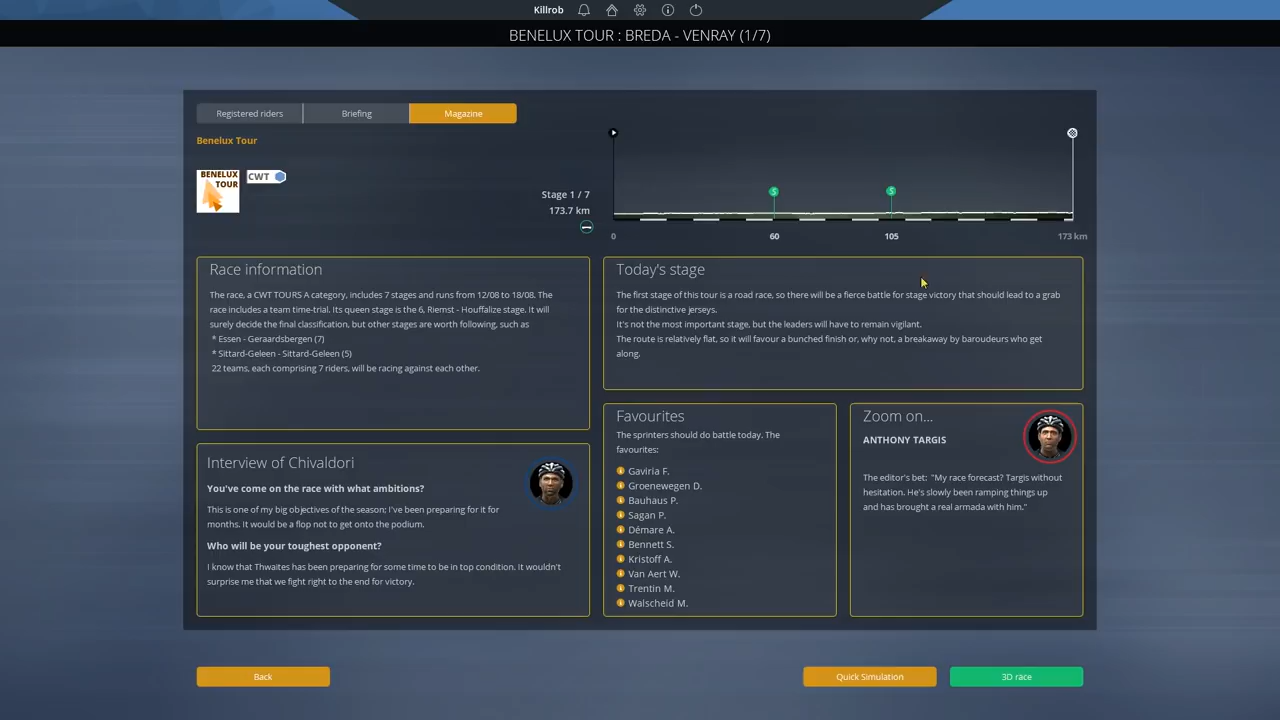 Killrob
BENELUX TOUR : BREDA - VENRAY (1/7)
Registered riders
Briefing
Magazine
Benelux Tour
BENELUX
TOUR
CWT
Stage 1 / 7
173.7 km
S
S
0
60
105
173 km
Race information
The race, a CWT TOURS A category, includes 7 stages and runs from 12/08 to 18/08. The
race includes a team time-trial. Its queen stage is the 6, Riemst - Houffalize stage. It will
surely decide the final classification, but other stages are worth following, such as
* Essen - Geraardsbergen (7)
* Sittard-Geleen - Sittard-Geleen (5)
22 teams, each comprising 7 riders, will be racing against each other.
Today's stage
The first stage of this tour is a road race, so there will be a fierce battle for stage victory that should lead to a grab
for the distinctive jerseys.
It's not the most important stage, but the leaders will have to remain vigilant.
The route is relatively flat, so it will favour a bunched finish or, why not, a breakaway by baroudeurs who get
along.
Interview of Chivaldori
You've come on the race with what ambitions?
This is one of my big objectives of the season; I've been preparing for it for
months. It would be a flop not to get onto the podium.
Who will be your toughest opponent?
I know that Thwaites has been preparing for some time to be in top condition. It wouldn't
surprise me that we fight right to the end for victory.
Favourites
The sprinters should do battle today. The
favourites:
Gaviria F.
Groenewegen D.
Bauhaus P.
Sagan P.
Démare A.
Bennett S.
Kristoff A.
Van Aert W.
Trentin M.
Walscheid M.
Zoom on...
ANTHONY TARGIS
The editor's bet:  "My race forecast? Targis without
hesitation. He's slowly been ramping things up
and has brought a real armada with him."
Back
Quick Simulation
3D race